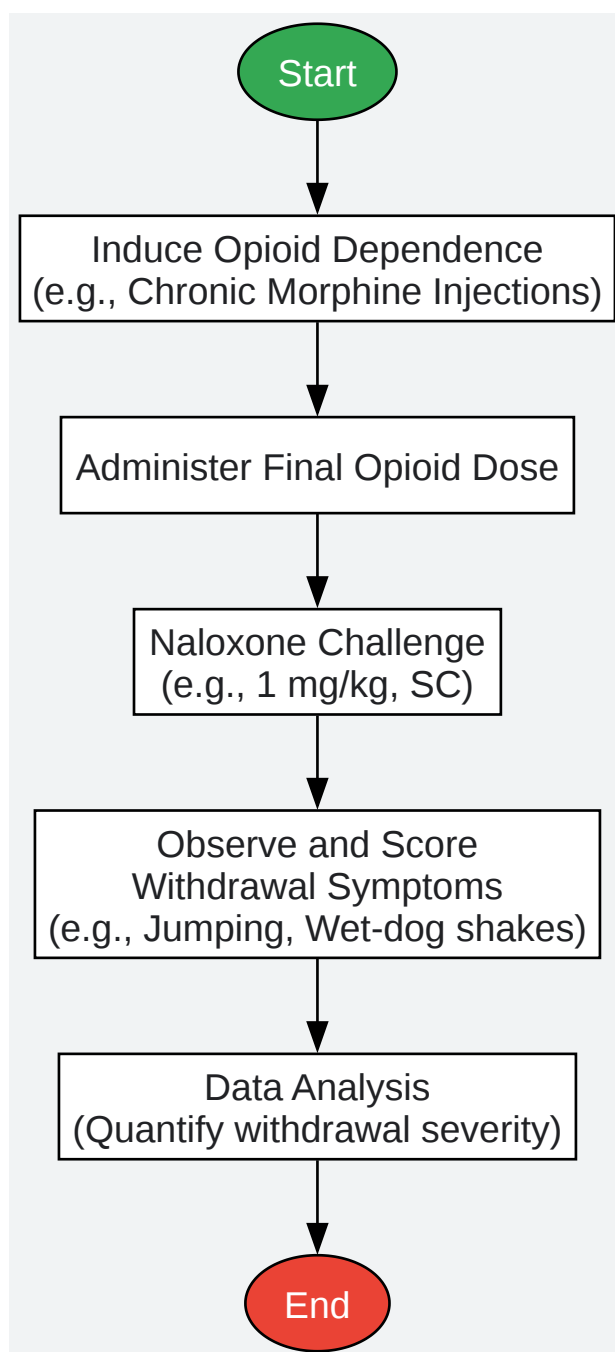 Start
Induce Opioid Dependence
(e.g., Chronic Morphine Injections)
Administer Final Opioid Dose
Naloxone Challenge
(e.g., 1 mg/kg, SC)
Observe and Score
Withdrawal Symptoms
(e.g., Jumping, Wet-dog shakes)
Data Analysis
(Quantify withdrawal severity)
End